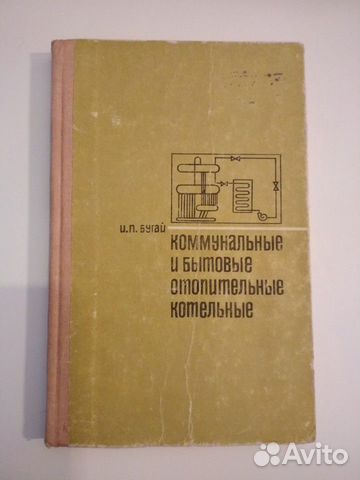 И.П. БУГАЙ
КОММУНАЛЬНЫЕ
И БЫТОВЫЕ
ОТОПИТЕЛЬНЫЕ
КОТЕЛЬНЫЕ
Avito